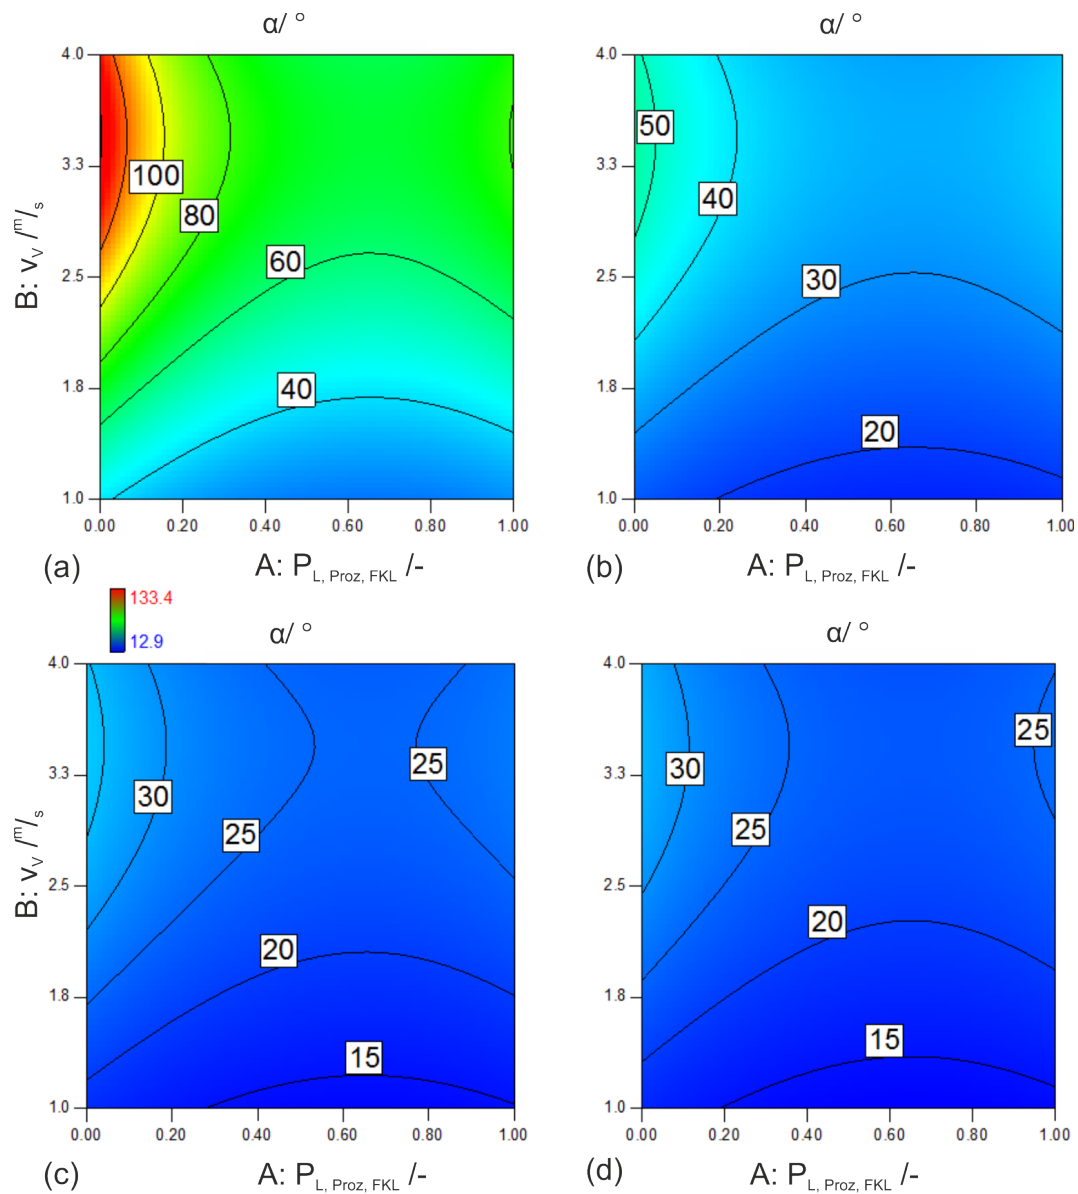 α/ °
α/ °
4.0
3.3
2.5
1.8
1.0
B: vV /m/s
100
80
60
40
0.00 0.20 0.40 0.60 0.80 1.00
(a) A: PL, Proz, FKL /-
4.0
3.3
2.5
1.8
1.0
50
40
30
20
0.00 0.20 0.40 0.60 0.80 1.00
(b) A: PL, Proz, FKL /-
133.4
12.9
α/ °
α/ °
4.0
3.3
2.5
1.8
1.0
B: vV /m/s
30
25
25
20
15
0.00 0.20 0.40 0.60 0.80 1.00
(c) A: PL, Proz, FKL /-
4.0
3.3
2.5
1.8
1.0
25
30
25
20
15
0.00 0.20 0.40 0.60 0.80 1.00
(d) A: PL, Proz, FKL /-